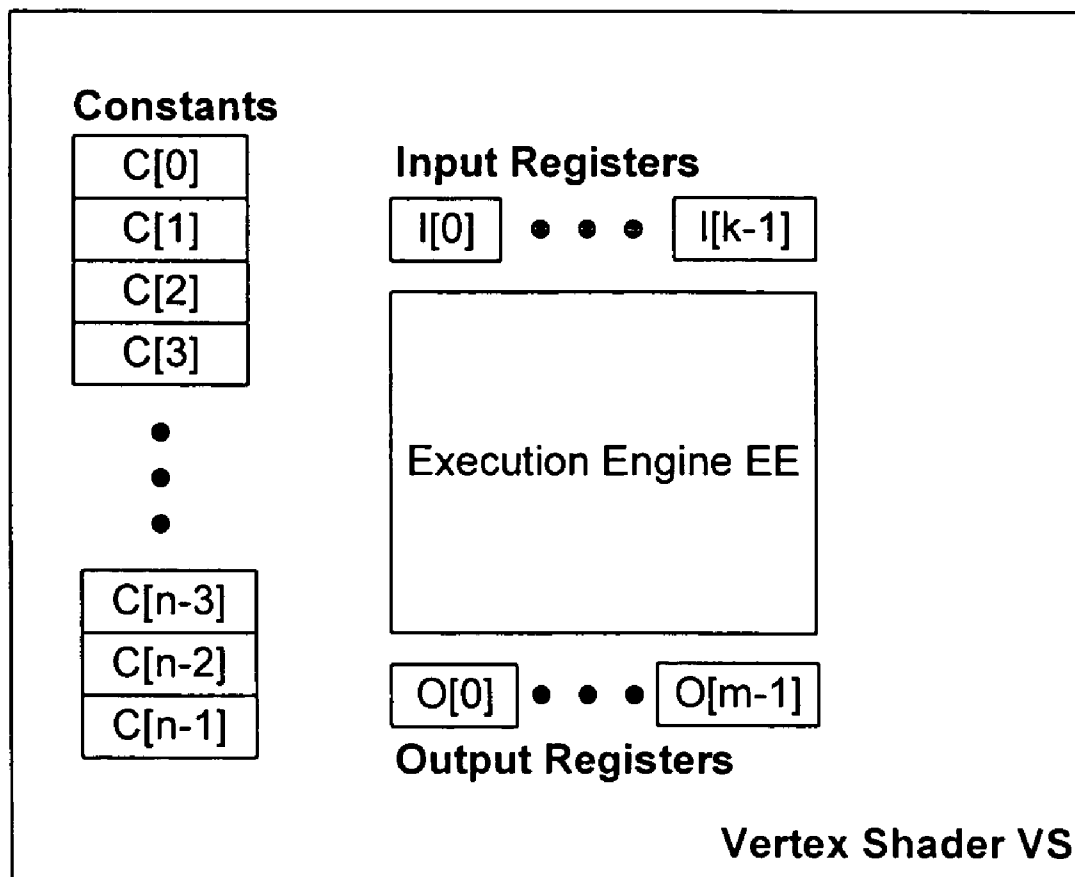 Constants
C[0]
C[1]
C[2]
C[3]
C[n-3]
C[n-2]
C[n-1]
Input Registers
I[0] • • • I[k-1]
Execution Engine EE
O[0] • • • O[m-1]
Output Registers
Vertex Shader VS